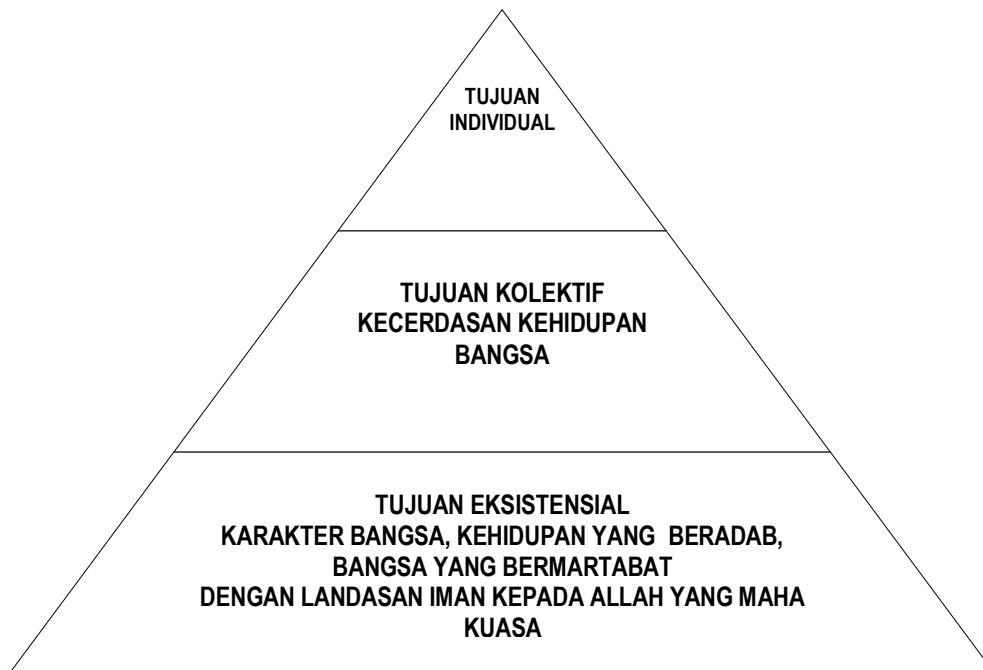 TUJUAN
INDIVIDUAL
TUJUAN KOLEKTIF
KECERDASAN KEHIDUPAN
BANGSA
TUJUAN EKSISTENSIAL
KARAKTER BANGSA, KEHIDUPAN YANG BERADAB,
BANGSA YANG BERMARTABAT
DENGAN LANDASAN IMAN KEPADA ALLAH YANG MAHA
KUASA